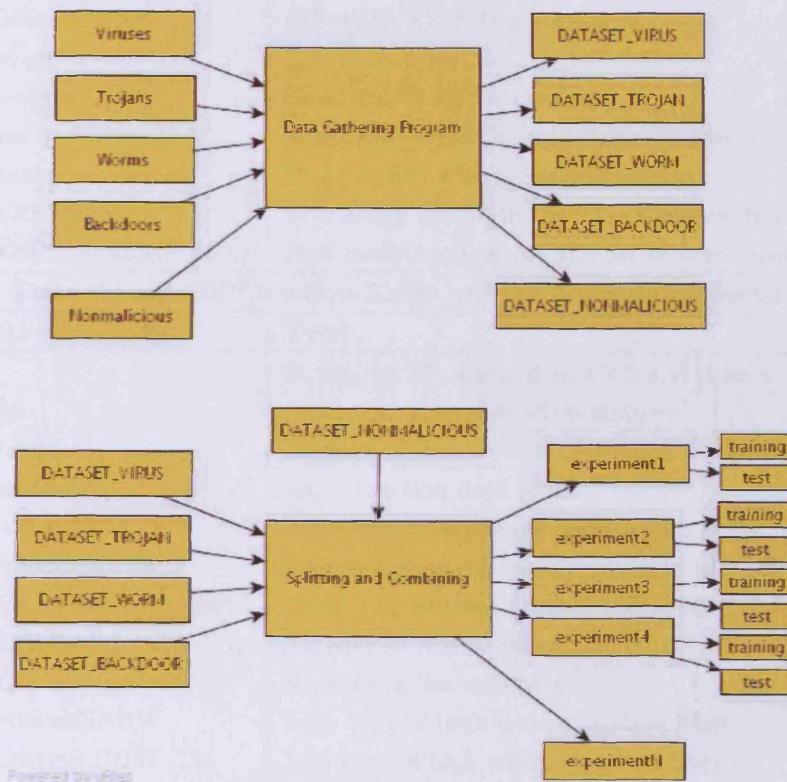 Viruses
Trojans
Worms
Backdoors
Nonmalicious
Data Gathering Program
DATASET_VIRUS
DATASET_TROJAN
DATASET_WORM
DATASET_BACKDOOR
DATASET_NONMALICIOUS
DATASET_NONMALICIOUS
DATASET_VIRUS
DATASET_TROJAN
DATASET_WORM
DATASET_BACKDOOR
Splitting and Combining
experiment1
experiment2
experiment3
experiment4
experimentN
training
test
training
test
training
test
training
test